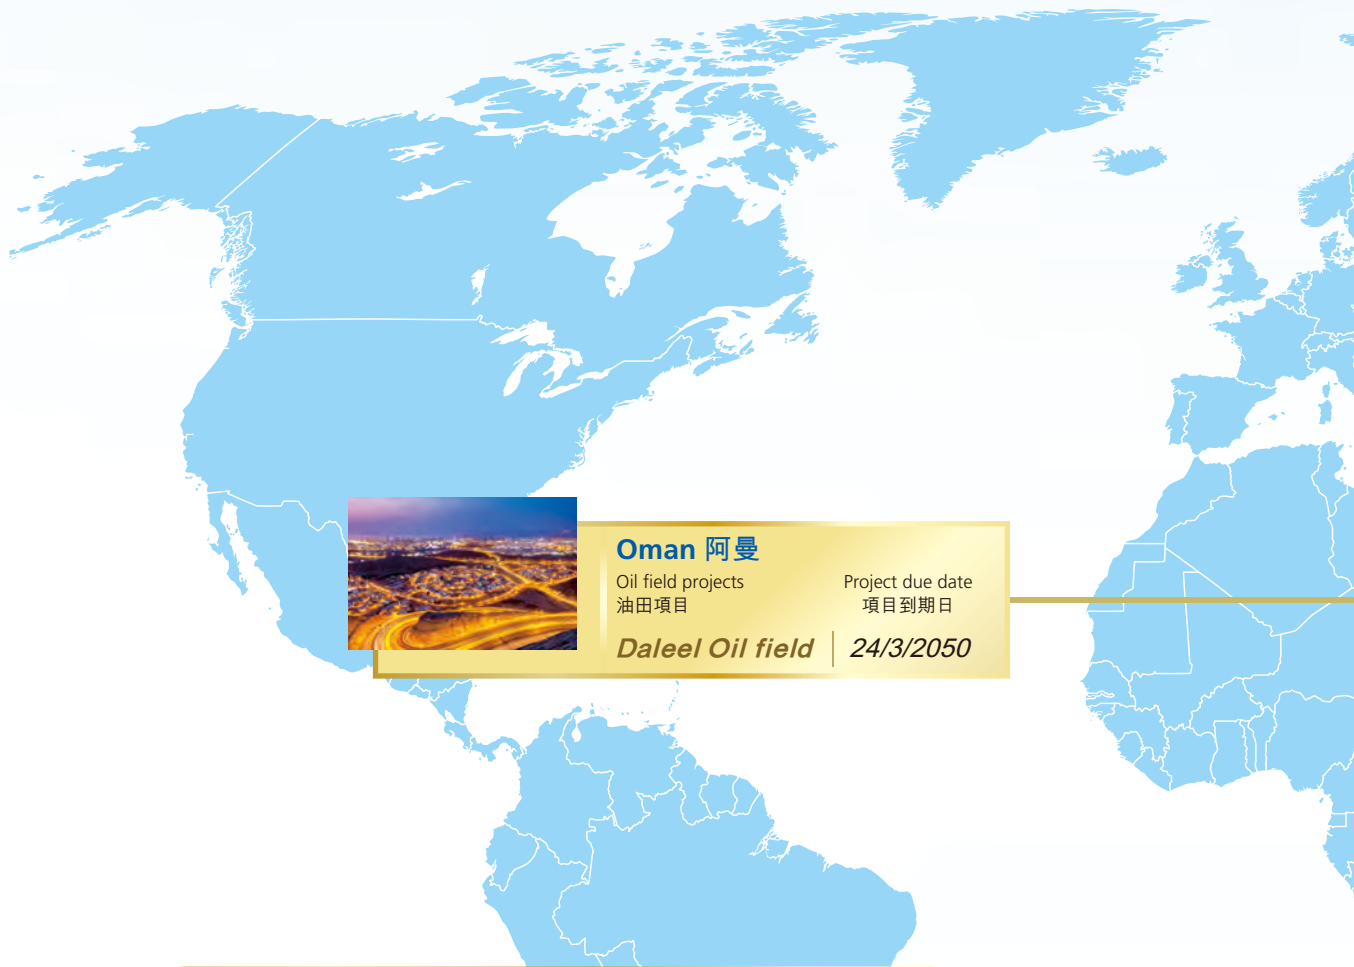 Oman 阿曼
Oil field projects
油田項目
Project due date
項目到期日
Daleel Oil field
24/3/2050